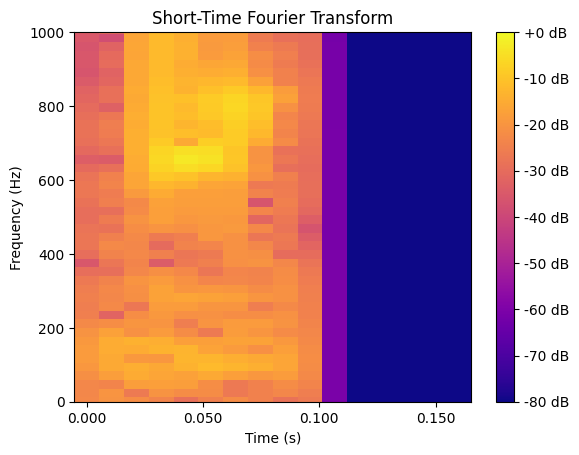 Short-Time Fourier Transform
Frequency (Hz)
1000
800
600
400
200
0
0.000
0.050
0.100
0.150
Time (s)
+0 dB
-10 dB
-20 dB
-30 dB
-40 dB
-50 dB
-60 dB
-70 dB
-80 dB